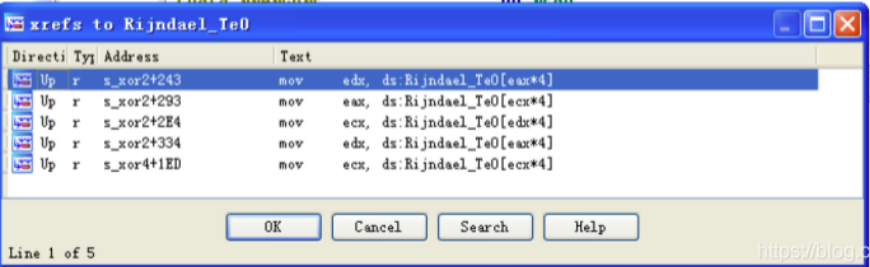 xrefs to Rijndael_Te0
Directi Typ Address Text
Up r s_xor2+243 mov edx, ds:Rijndael_Te0[eax*4]
Up r s_xor2+293 mov eax, ds:Rijndael_Te0[ecx*4]
Up r s_xor2+2E4 mov ecx, ds:Rijndael_Te0[edx*4]
Up r s_xor2+334 mov edx, ds:Rijndael_Te0[eax*4]
Up r s_xor4+1ED mov ecx, ds:Rijndael_Te0[ecx*4]
OK Cancel Search Help
Line 1 of 5
https://blog.c